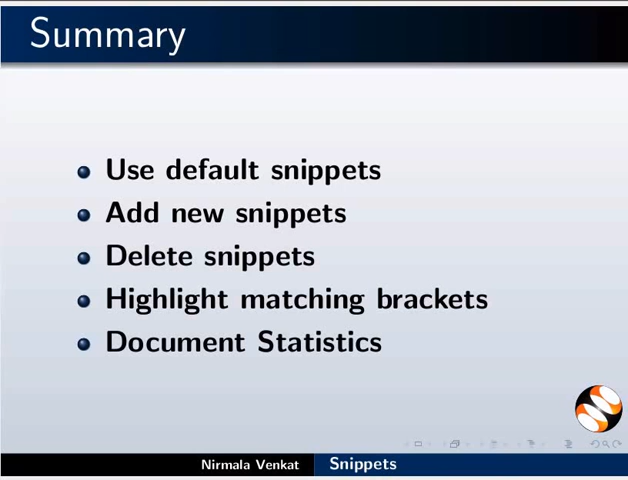 Summary
Use default snippets
Add new snippets
Delete snippets
Highlight matching brackets
Document Statistics
Nirmala Venkat Snippets